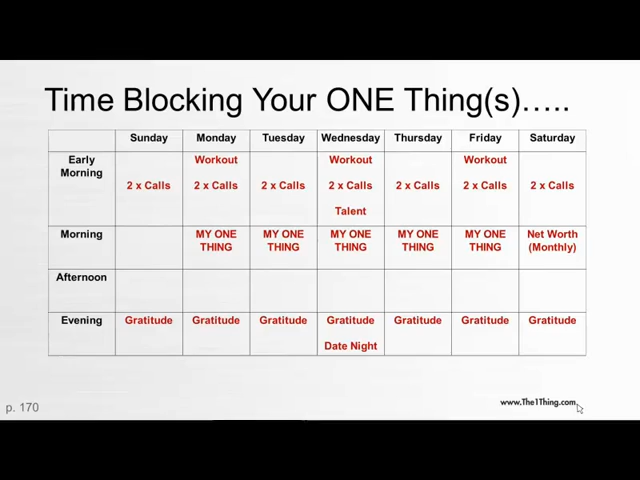 Time Blocking Your ONE Thing(s)…..
Sunday Monday Tuesday Wednesday Thursday Friday Saturday
Early Morning
Workout Workout Workout
2 x Calls 2 x Calls 2 x Calls 2 x Calls 2 x Calls 2 x Calls 2 x Calls
Talent
Morning MY ONE THING MY ONE THING MY ONE THING MY ONE THING MY ONE THING Net Worth (Monthly)
Afternoon
Evening Gratitude Gratitude Gratitude Gratitude Gratitude Gratitude Gratitude
Date Night
www.The1Thing.com
p. 170